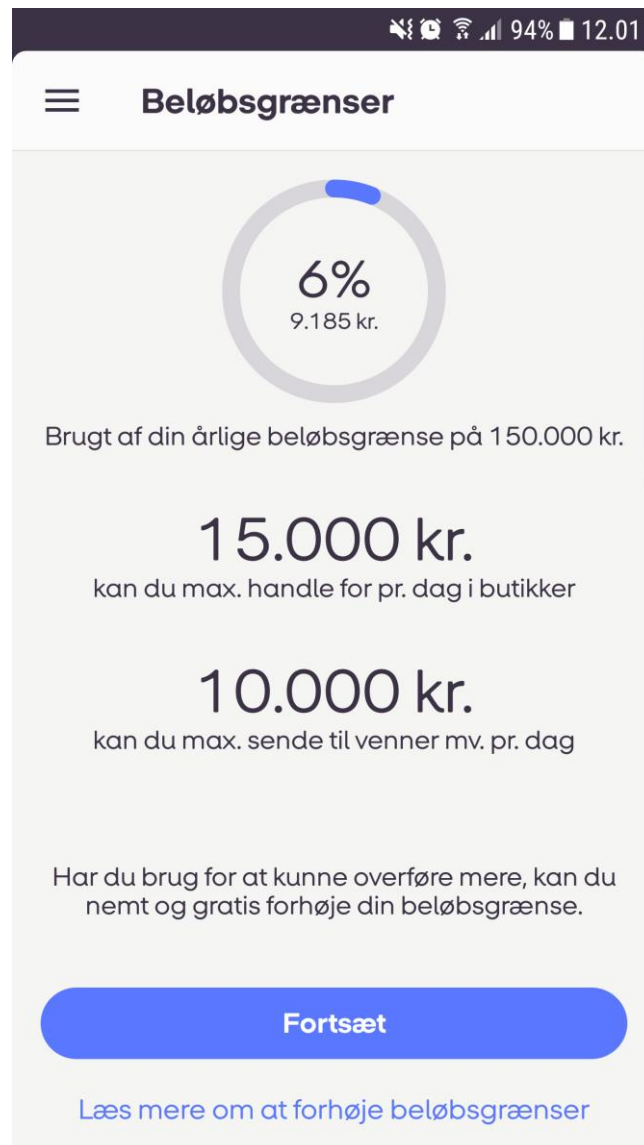 94% 12.01
Beløbsgrænser
6%
9.185 kr.
Brugt af din årlige beløbsgrænse på 150.000 kr.
15.000 kr.
kan du max. handle for pr. dag i butikker
10.000 kr.
kan du max. sende til venner mv. pr. dag
Har du brug for at kunne overføre mere, kan du
nemt og gratis forhøje din beløbsgrænse.
Fortsæt
Læs mere om at forhøje beløbsgrænser